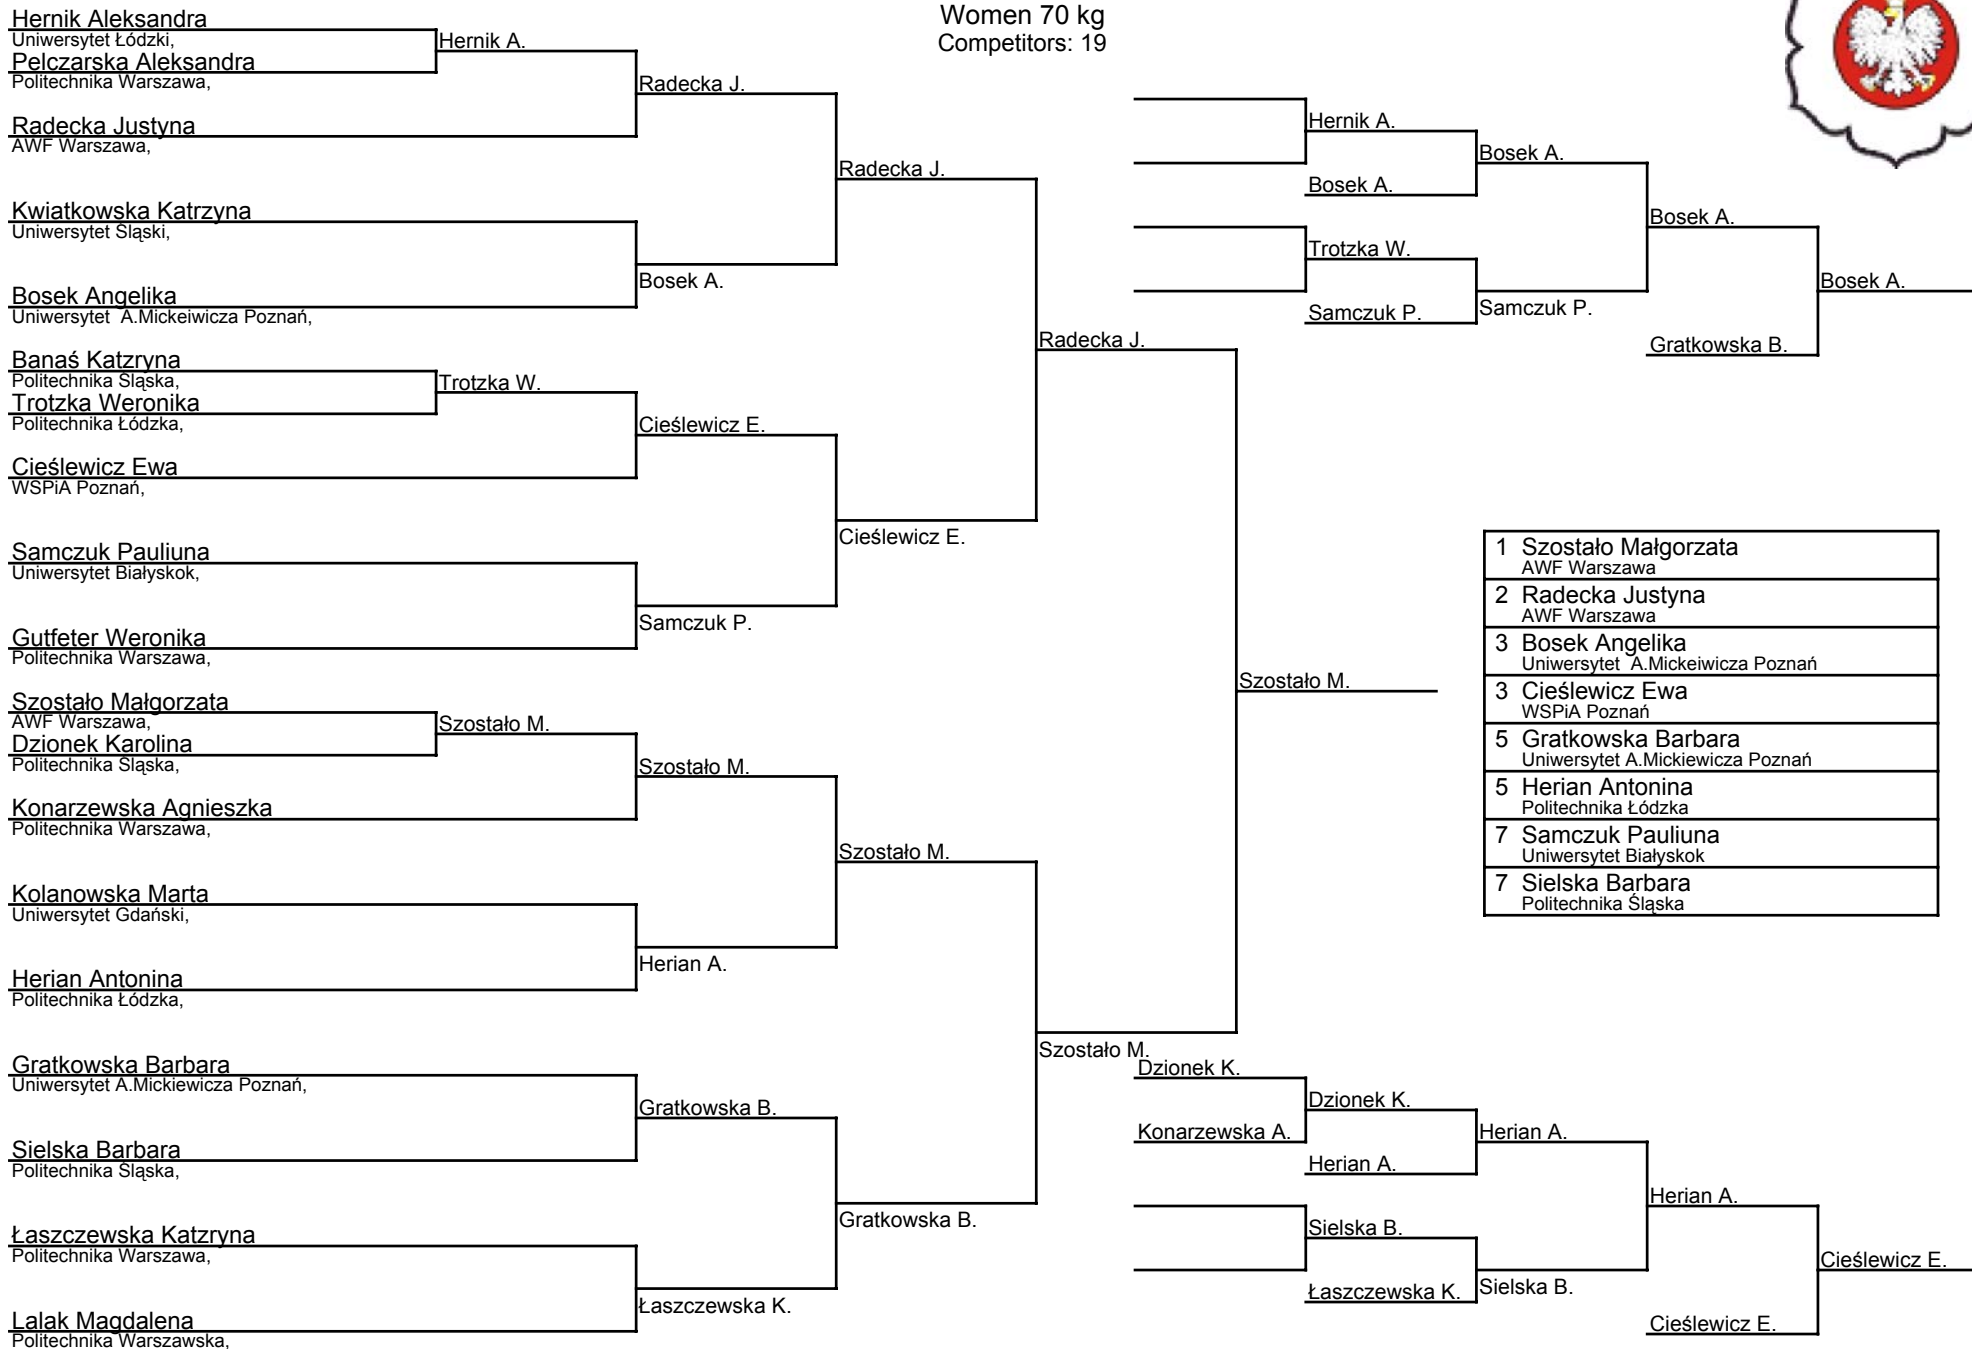 Women 70 kg
Competitors: 19
Hernik Aleksandra
Uniwersytet Łódzki,
Pelczarska Aleksandra
Politechnika Warszawa,
Radecka Justyna
AWF Warszawa,
Kwiatkowska Katrzyna
Uniwersytet Śląski,
Bosek Angelika
Uniwersytet A.Mickeiwicza Poznań,
Banaś Katzryna
Politechnika Śląska,
Trotzka Weronika
Politechnika Łódzka,
Cieślewicz Ewa
WSPiA Poznań,
Samczuk Pauliuna
Uniwersytet Białyskok,
Gutfeter Weronika
Politechnika Warszawa,
Szostało Małgorzata
AWF Warszawa,
Dzionek Karolina
Politechnika Śląska,
Konarzewska Agnieszka
Politechnika Warszawa,
Kolanowska Marta
Uniwersytet Gdański,
Herian Antonina
Politechnika Łódzka,
Gratkowska Barbara
Uniwersytet A.Mickiewicza Poznań,
Sielska Barbara
Politechnika Śląska,
Łaszczewska Katzryna
Politechnika Warszawa,
Lalak Magdalena
Politechnika Warszawska,
Hernik A.
Trotzka W.
Szostało M.
Radecka J.
Bosek A.
Cieślewicz E.
Samczuk P.
Szostało M.
Herian A.
Gratkowska B.
Łaszczewska K.
Radecka J.
Cieślewicz E.
Szostało M.
Gratkowska B.
Radecka J.
Szostało M.
Szostało M.
Hernik A.
Bosek A.
Trotzka W.
Samczuk P.
Bosek A.
Samczuk P.
Bosek A.
Gratkowska B.
Bosek A.
1 Szostało Małgorzata
AWF Warszawa
2 Radecka Justyna
AWF Warszawa
3 Bosek Angelika
Uniwersytet A.Mickeiwicza Poznań
3 Cieślewicz Ewa
WSPiA Poznań
5 Gratkowska Barbara
Uniwersytet A.Mickiewicza Poznań
5 Herian Antonina
Politechnika Łódzka
7 Samczuk Pauliuna
Uniwersytet Białyskok
7 Sielska Barbara
Politechnika Śląska
Dzionek K.
Konarzewska A.
Dzionek K.
Herian A.
Sielska B.
Łaszczewska K.
Herian A.
Sielska B.
Herian A.
Cieślewicz E.
Cieślewicz E.